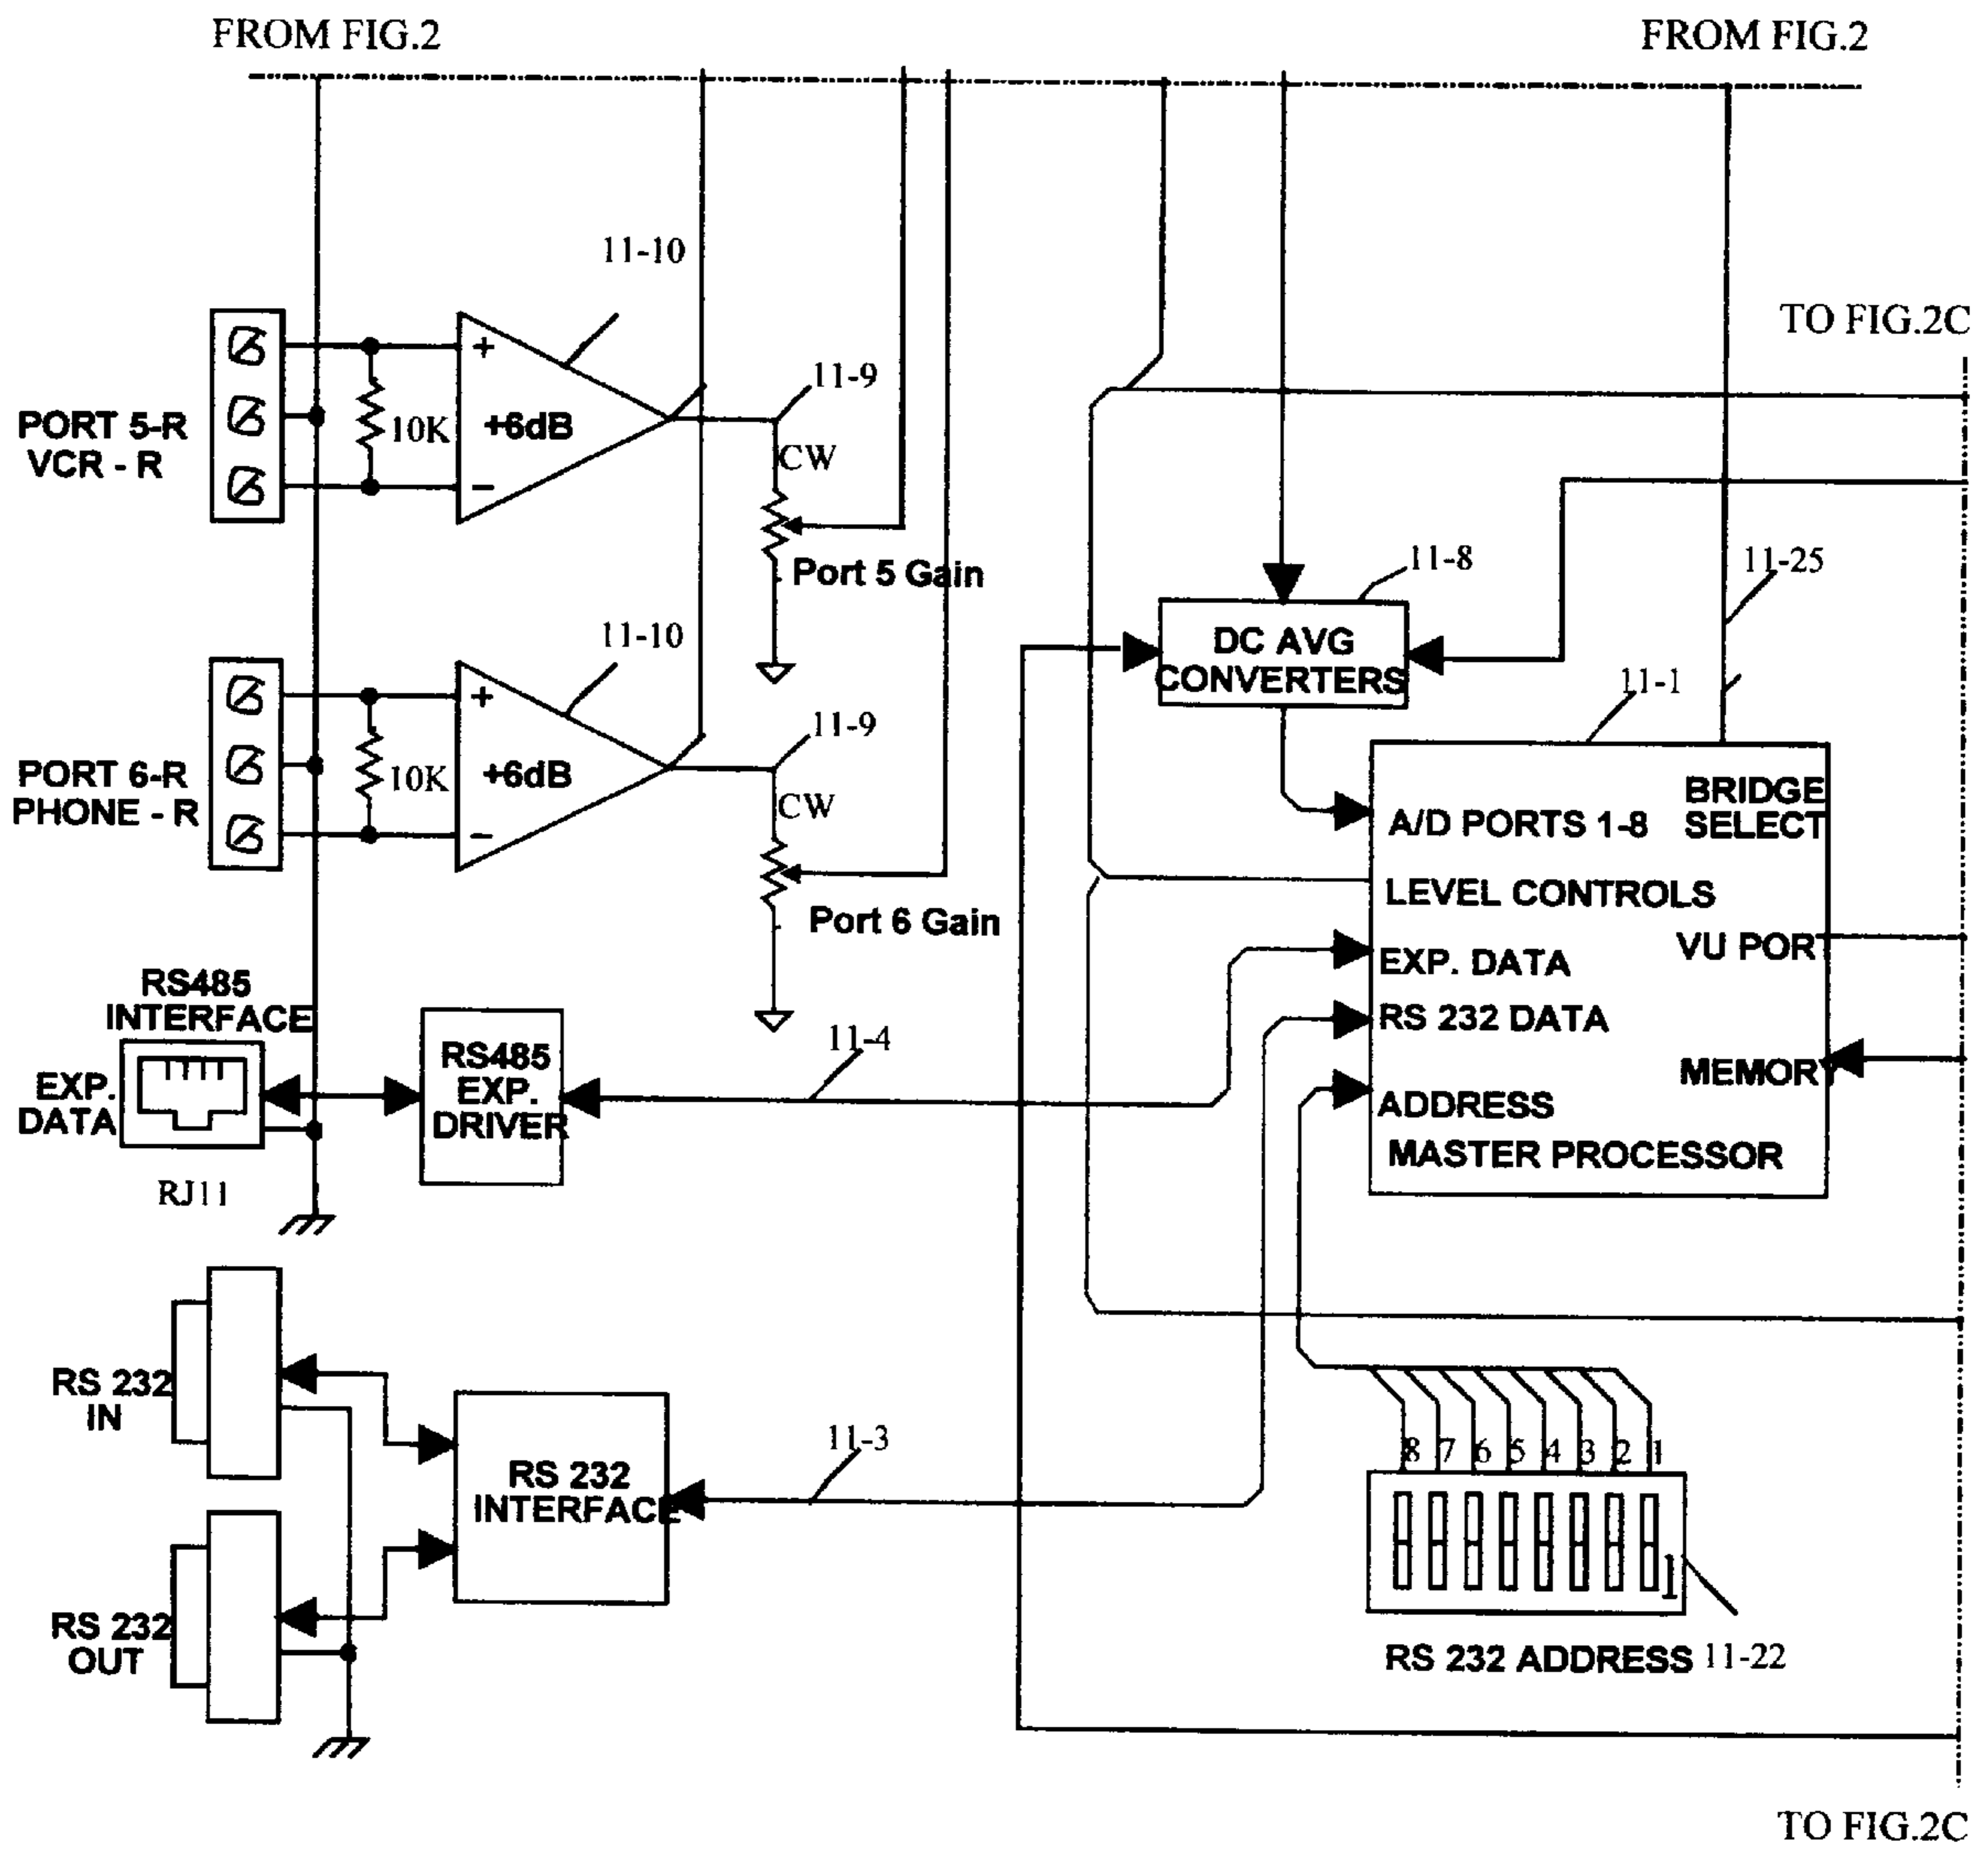 FROM FIG.2
FROM FIG.2
TO FIG.2C
11-10
+
-
+6dB
10K
PORT 5-R
VCR - R
11-9
CW
Port 5 Gain
11-8
11-25
DC AVG
CONVERTERS
11-10
+
-
+6dB
10K
PORT 6-R
PHONE - R
11-9
CW
Port 6 Gain
11-1
BRIDGE
SELECT
A/D PORTS 1-8
LEVEL CONTROLS
VU POR
EXP. DATA
RS 232 DATA
MEMORY
ADDRESS
MASTER PROCESSOR
RS485
INTERFACE
EXP.
DATA
RJ11
RS485
EXP.
DRIVER
11-4
RS 232
IN
RS 232
OUT
RS 232
INTERFACE
11-3
8 7 6 5 4 3 2 1
1
RS 232 ADDRESS 11-22
TO FIG.2C